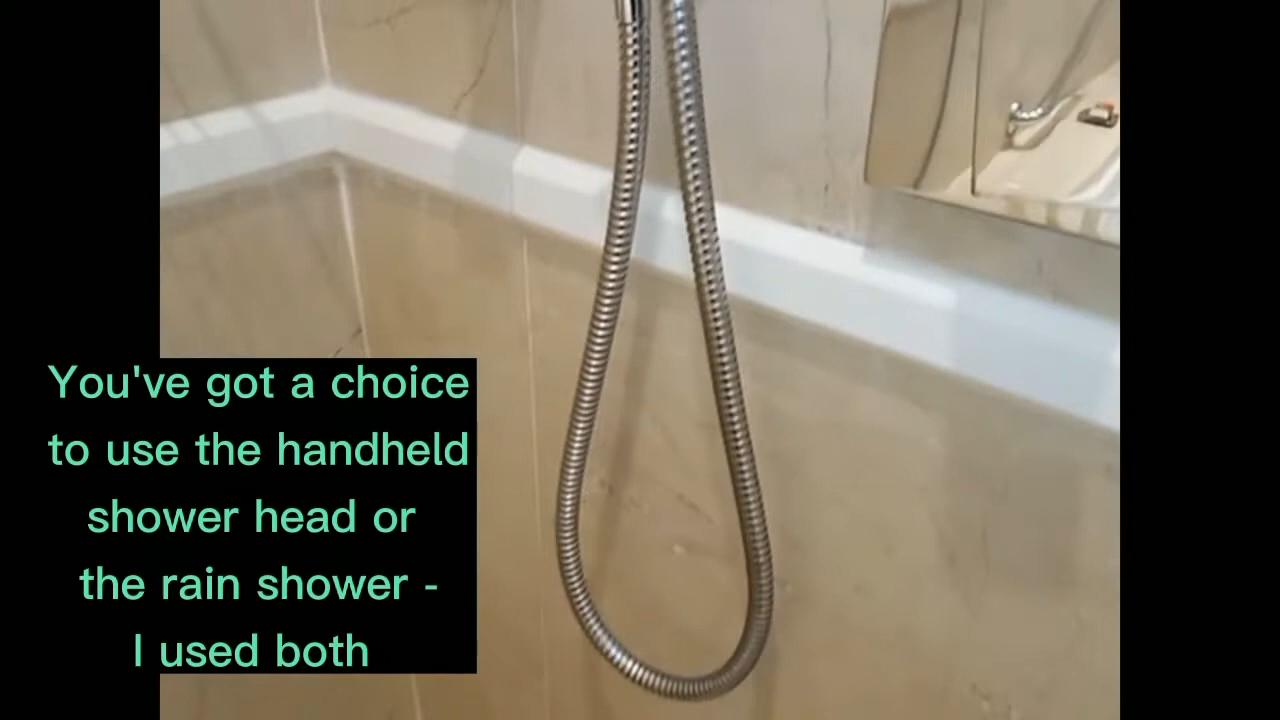 You've got a choice
to use the handheld
shower head or
the rain shower -
I used both